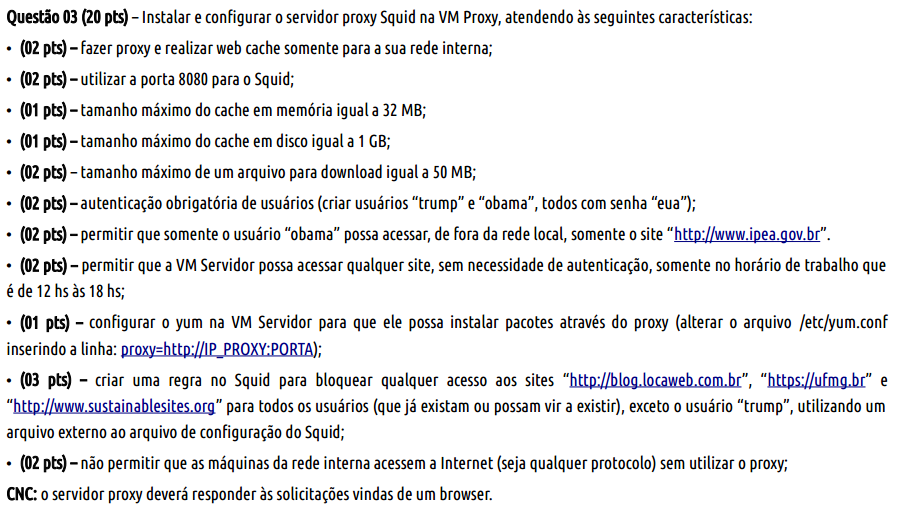 Questão 03 (20 pts) – Instalar e configurar o servidor proxy Squid na VM Proxy, atendendo às seguintes características:
• (02 pts) – fazer proxy e realizar web cache somente para a sua rede interna;
• (02 pts) – utilizar a porta 8080 para o Squid;
• (01 pts) – tamanho máximo do cache em memória igual a 32 MB;
• (01 pts) – tamanho máximo do cache em disco igual a 1 GB;
• (02 pts) – tamanho máximo de um arquivo para download igual a 50 MB;
• (02 pts) – autenticação obrigatória de usuários (criar usuários “trump” e “obama”, todos com senha “eua”);
• (02 pts) – permitir que somente o usuário “obama” possa acessar, de fora da rede local, somente o site “http://www.ipea.gov.br”.
• (02 pts) – permitir que a VM Servidor possa acessar qualquer site, sem necessidade de autenticação, somente no horário de trabalho que
é de 12 hs às 18 hs;
• (01 pts) – configurar o yum na VM Servidor para que ele possa instalar pacotes através do proxy (alterar o arquivo /etc/yum.conf
inserindo a linha: proxy=http://IP_PROXY:PORTA);
• (03 pts) – criar uma regra no Squid para bloquear qualquer acesso aos sites “http://blog.locaweb.com.br”, “https://ufmg.br” e
“http://www.sustainablesites.org” para todos os usuários (que já existam ou possam vir a existir), exceto o usuário “trump”, utilizando um
arquivo externo ao arquivo de configuração do Squid;
• (02 pts) – não permitir que as máquinas da rede interna acessem a Internet (seja qualquer protocolo) sem utilizar o proxy;
CNC: o servidor proxy deverá responder às solicitações vindas de um browser.